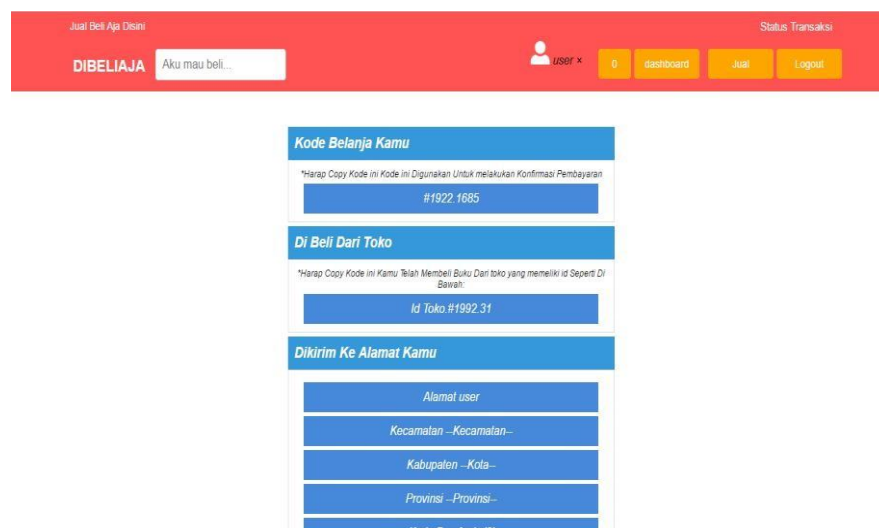 Jual Beli Aja Disini
Status Transaksi
DIBELIAJA
Aku mau beli...
user ×
0
dashboard
Jual
Logout
Kode Belanja Kamu
*Harap Copy Kode ini Kode ini Digunakan Untuk melakukan Konfirmasi Pembayaran
#1922.1685
Di Beli Dari Toko
*Harap Copy Kode ini Kamu Telah Membeli Buku Dari toko yang memeliki id Seperti Di
Bawah:
Id Toko.#1992.31
Dikirim Ke Alamat Kamu
Alamat user
Kecamatan --Kecamatan--
Kabupaten --Kota--
Provinsi --Provinsi--